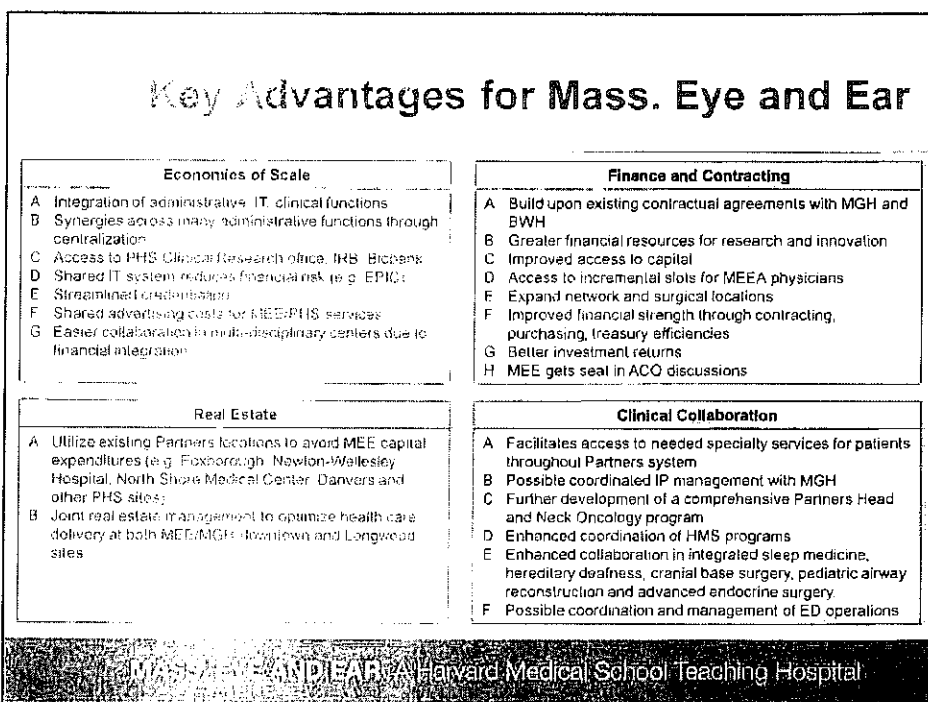 Key Advantages for Mass. Eye and Ear
Economies of Scale
A Integration of administrative, IT, clinical functions
B Synergies across many administrative functions through
centralization
C Access to PHS Clinical Research office, IRB, Biobank
D Shared IT system reduces financial risk (e.g. EPIC)
E Streamlined credentialing
F Shared advertising costs for MEE/PHS services
G Easier collaboration in multi-disciplinary centers due to
financial integration
Finance and Contracting
A Build upon existing contractual agreements with MGH and
BWH
B Greater financial resources for research and innovation
C Improved access to capital
D Access to incremental slots for MEEA physicians
E Expand network and surgical locations
F Improved financial strength through contracting,
purchasing, treasury efficiencies
G Better investment returns
H MEE gets seat in ACO discussions
Real Estate
A Utilize existing Partners locations to avoid MEE capital
expenditures (e.g. Foxborough, Newton-Wellesley
Hospital, North Shore Medical Center, Danvers and
other PHS sites)
B Joint real estate management to optimize health care
delivery at both MEE/MGH downtown and Longwood
sites
Clinical Collaboration
A Facilitates access to needed specialty services for patients
throughout Partners system
B Possible coordinated IP management with MGH
C Further development of a comprehensive Partners Head
and Neck Oncology program
D Enhanced coordination of HMS programs
E Enhanced collaboration in integrated sleep medicine,
hereditary deafness, cranial base surgery, pediatric airway
reconstruction and advanced endocrine surgery.
F Possible coordination and management of ED operations
MASS. EYE AND EAR A Harvard Medical School Teaching Hospital